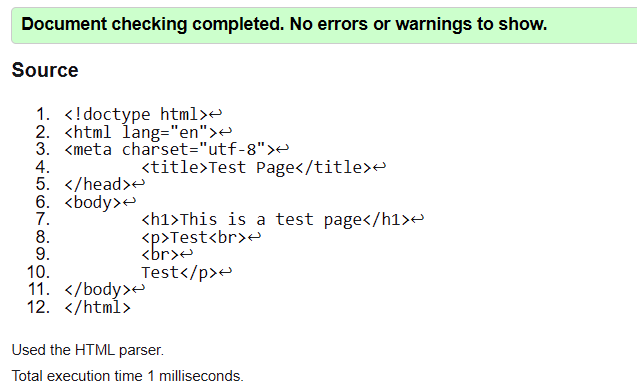 Document checking completed. No errors or warnings to show.
Source
1. <!doctype html>↩
2. <html lang="en">↩
3. <meta charset="utf-8">↩
4. <title>Test Page</title>↩
5. </head>↩
6. <body>↩
7. <h1>This is a test page</h1>↩
8. <p>Test<br>↩
9. <br>↩
10. Test</p>↩
11. </body>↩
12. </html>
Used the HTML parser.
Total execution time 1 milliseconds.